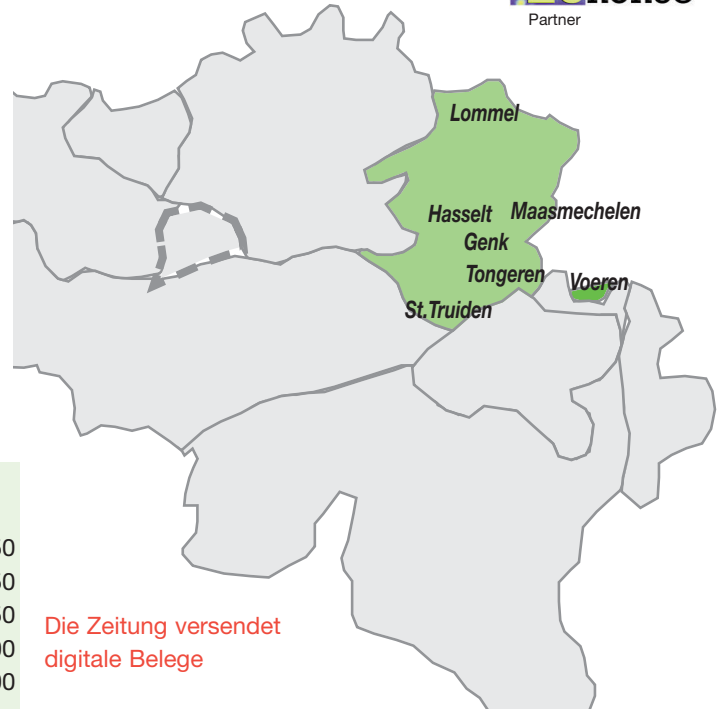 Partner
Lommel
Hasselt Maasmechelen
Genk
Tongeren Voeren
St.Truiden
Die Zeitung versendet
digitale Belege